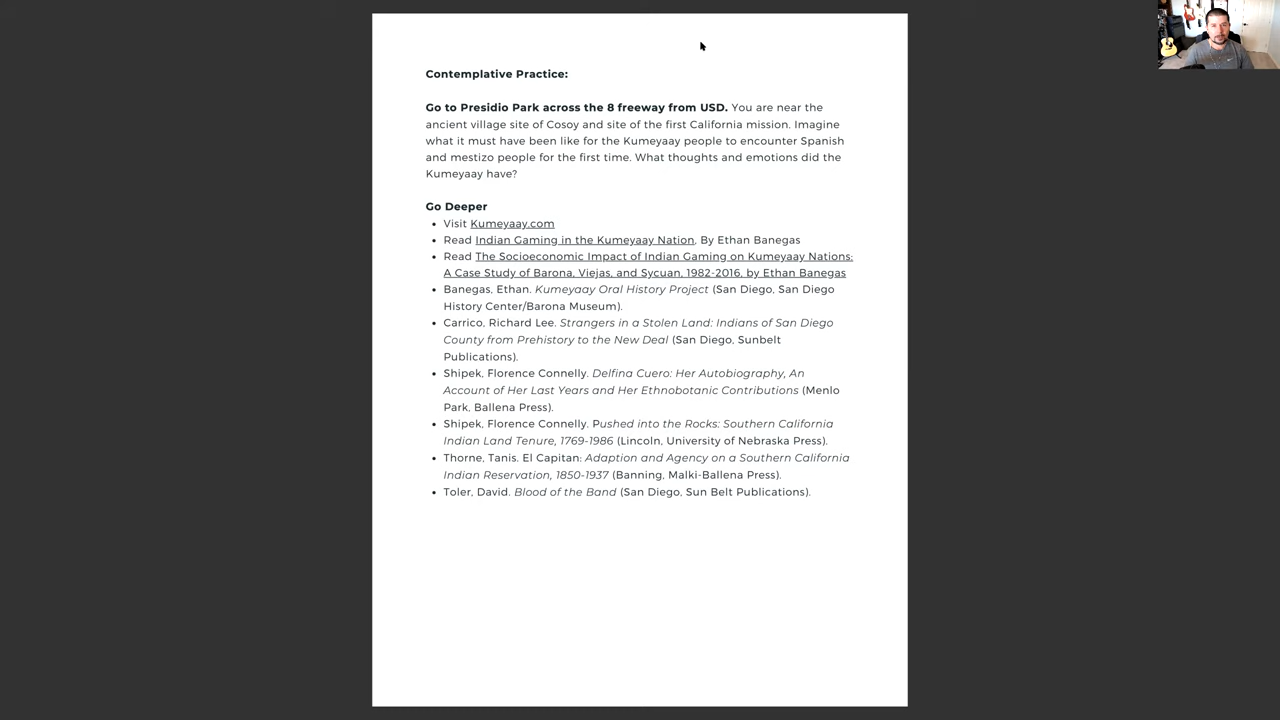 Contemplative Practice:
Go to Presidio Park across the 8 freeway from USD. You are near the
ancient village site of Cosoy and site of the first California mission. Imagine
what it must have been like for the Kumeyaay people to encounter Spanish
and mestizo people for the first time. What thoughts and emotions did the
Kumeyaay have?
Go Deeper
• Visit Kumeyaay.com
• Read Indian Gaming in the Kumeyaay Nation, By Ethan Banegas
• Read The Socioeconomic Impact of Indian Gaming on Kumeyaay Nations:
A Case Study of Barona, Viejas, and Sycuan, 1982-2016, by Ethan Banegas
• Banegas, Ethan. Kumeyaay Oral History Project (San Diego, San Diego
History Center/Barona Museum).
• Carrico, Richard Lee. Strangers in a Stolen Land: Indians of San Diego
County from Prehistory to the New Deal (San Diego, Sunbelt
Publications).
• Shipek, Florence Connelly. Delfina Cuero: Her Autobiography, An
Account of Her Last Years and Her Ethnobotanic Contributions (Menlo
Park, Ballena Press).
• Shipek, Florence Connelly. Pushed into the Rocks: Southern California
Indian Land Tenure, 1769-1986 (Lincoln, University of Nebraska Press).
• Thorne, Tanis. El Capitan: Adaption and Agency on a Southern California
Indian Reservation, 1850-1937 (Banning, Malki-Ballena Press).
• Toler, David. Blood of the Band (San Diego, Sun Belt Publications).